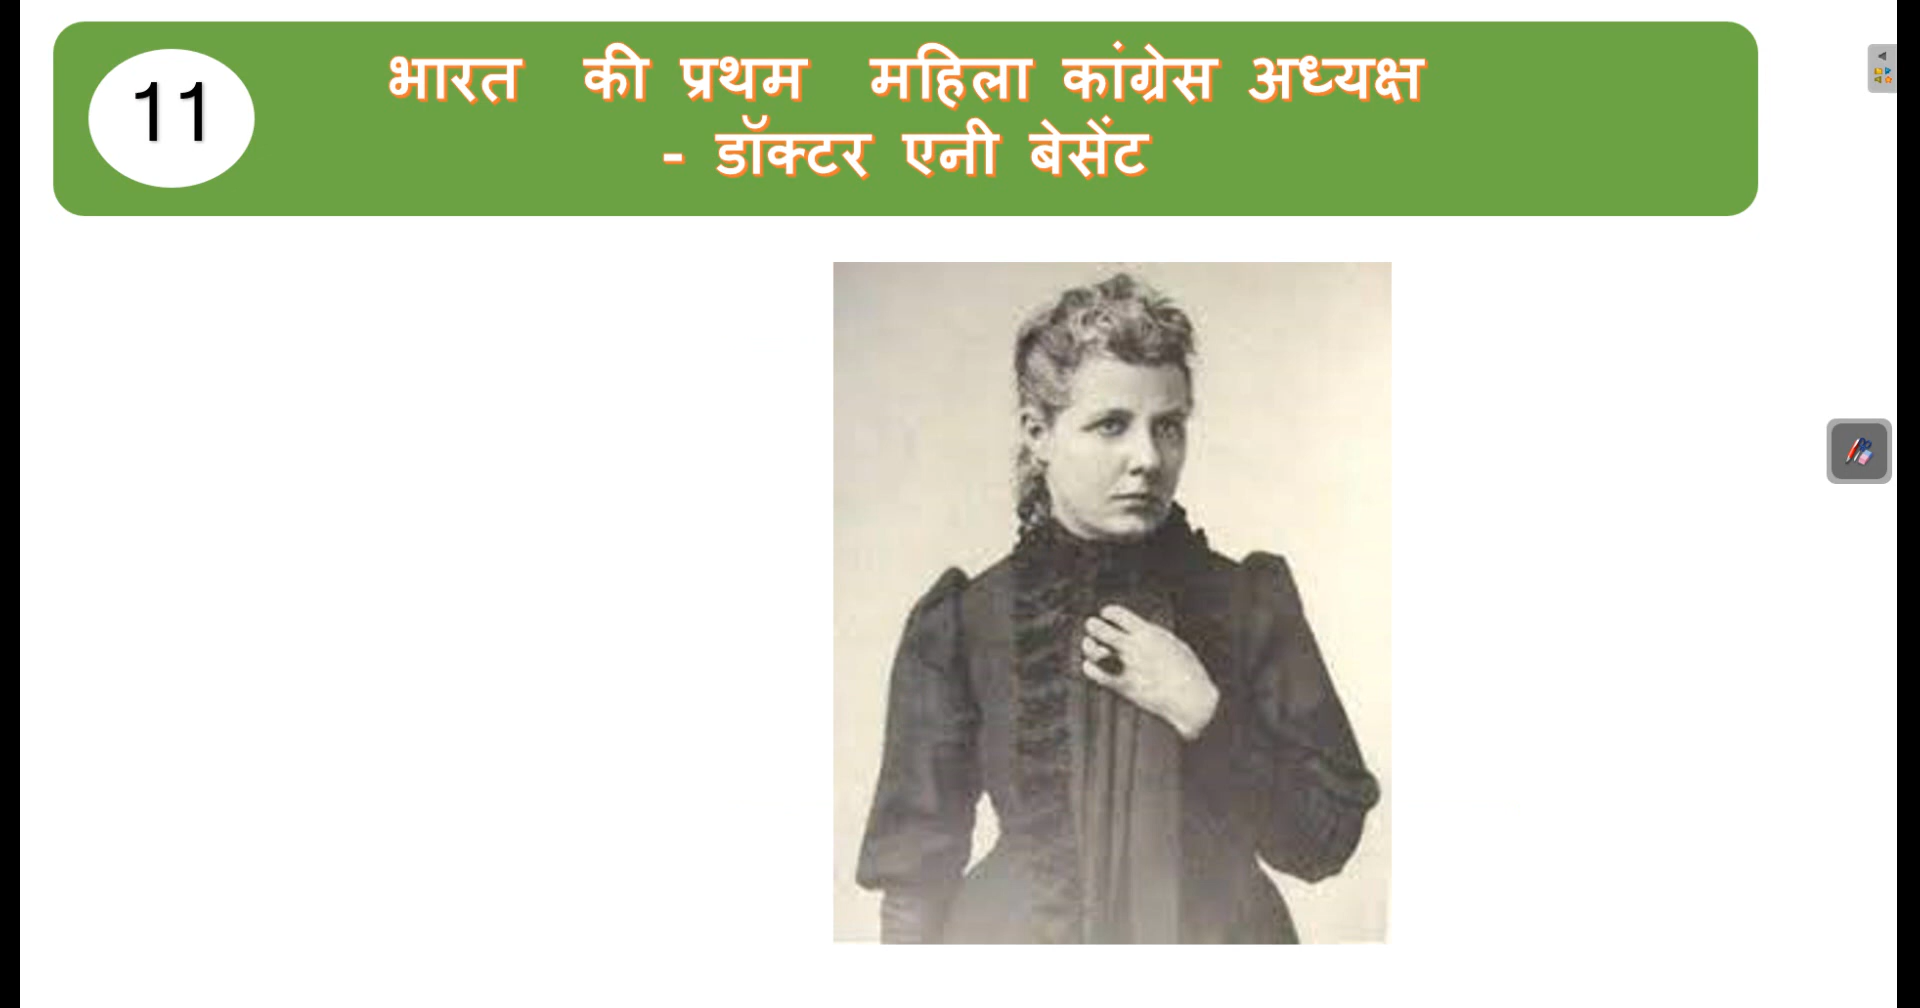 11
भारत की प्रथम महिला कांग्रेस अध्यक्ष
- डॉक्टर एनी बेसेंट